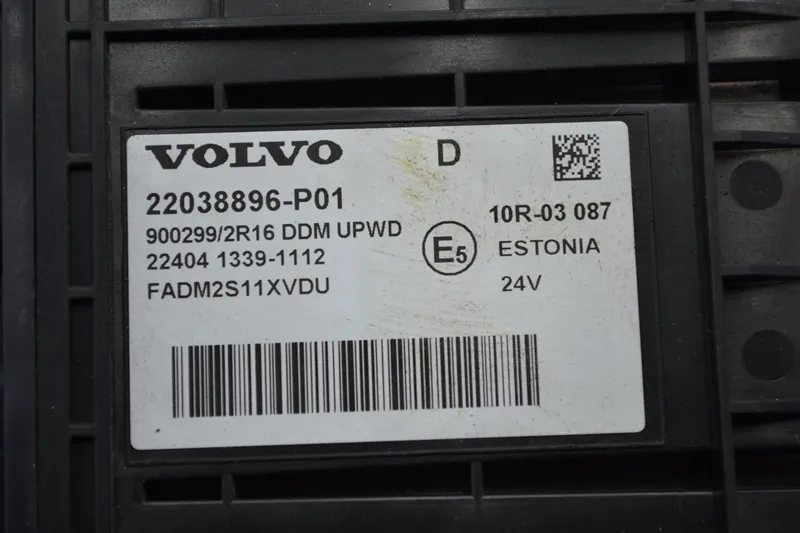 VOLVO D
22038896-P01
900299/2R16 DDM UPWD
22404 1339-1112
FADM2S11XVDU
E5
10R-03 087
ESTONIA
24V